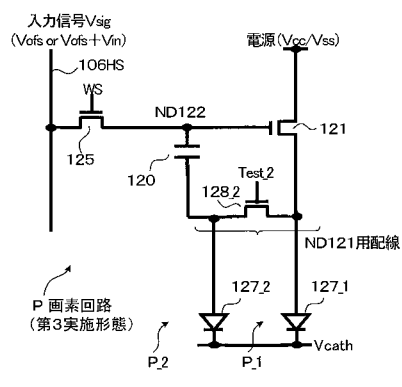 入力信号Vsig
(Vofs or Vofs＋Vin)
電源(Vcc/Vss)
106HS
WS
ND122
121
125
120
Test_2
128_2
ND121用配線
127_2
127_1
P 画素回路
(第3実施形態)
P_2
P_1
Vcath